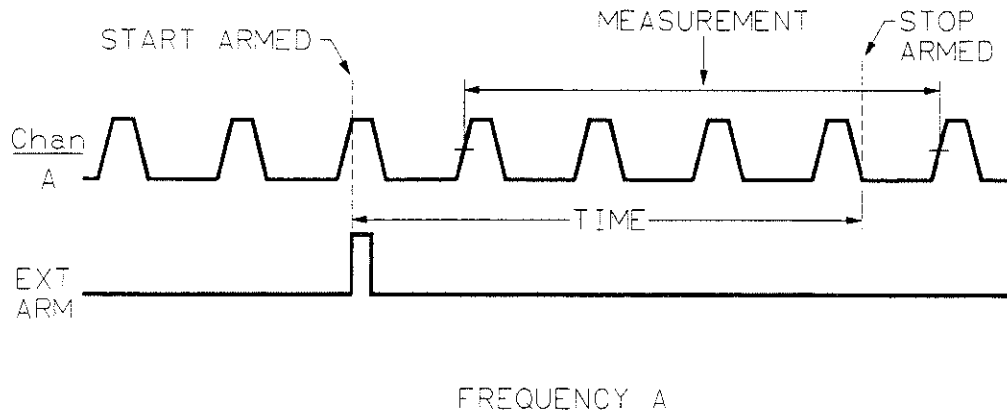 MEASUREMENT
START ARMED
STOP
ARMED
Chan
A
TIME
EXT
ARM
FREQUENCY A